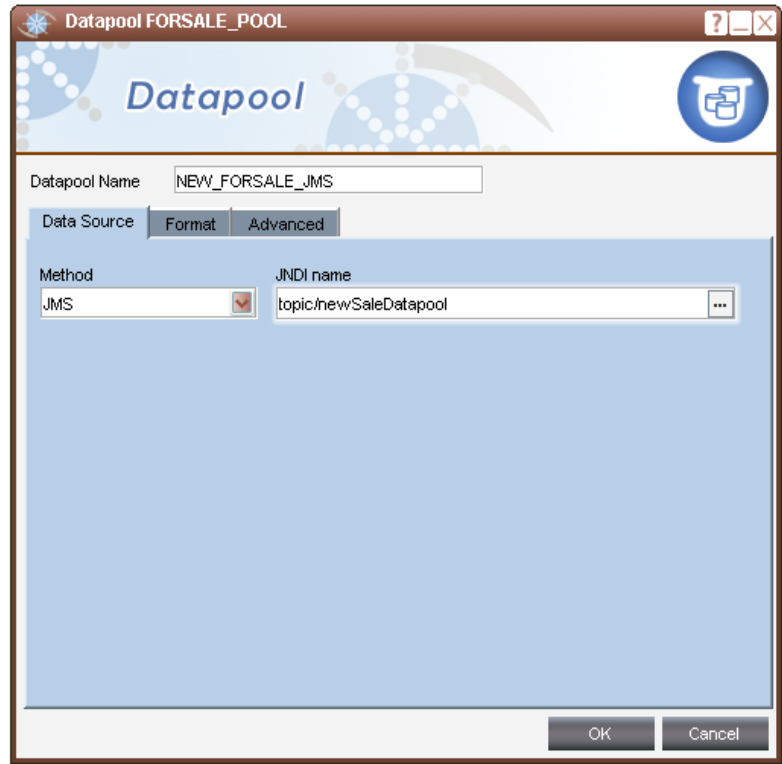 Datapool FORSALE_POOL
?
Datapool
Datapool Name NEW_FORSALE_JMS
Data Source Format Advanced
Method JNDI name
JMS topic/newSaleDatapool ...
OK Cancel